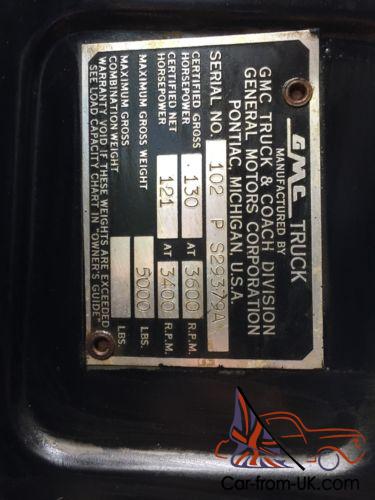 GMC TRUCK
MANUFACTURED BY
GMC TRUCK & COACH DIVISION
GENERAL MOTORS CORPORATION
PONTIAC, MICHIGAN, U.S.A.
SERIAL NO. 102 P S29379A
CERTIFIED GROSS HORSEPOWER 130 AT 3600 R.P.M.
CERTIFIED NET HORSEPOWER 121 AT 3400 R.P.M.
MAXIMUM GROSS WEIGHT 5000 LBS.
MAXIMUM GROSS COMBINATION WEIGHT LBS.
WARRANTY VOID IF THESE WEIGHTS ARE EXCEEDED
SEE LOAD CAPACITY CHART IN "OWNER'S GUIDE"
Car-from-UK.com